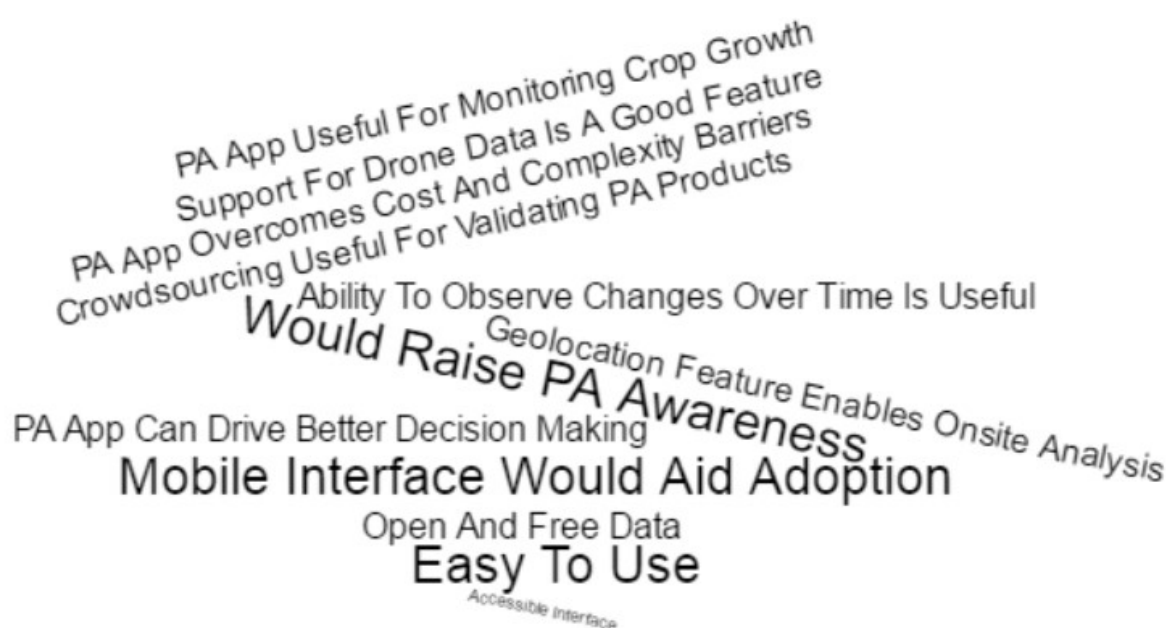 PA App Useful For Monitoring Crop Growth
Support For Drone Data Is A Good Feature
PA App Overcomes Cost And Complexity Barriers
Crowdsourcing Useful For Validating PA Products
Ability To Observe Changes Over Time Is Useful
Geolocation Feature Enables Onsite Analysis
Would Raise PA Awareness
PA App Can Drive Better Decision Making
Mobile Interface Would Aid Adoption
Open And Free Data
Easy To Use
Accessible Interface